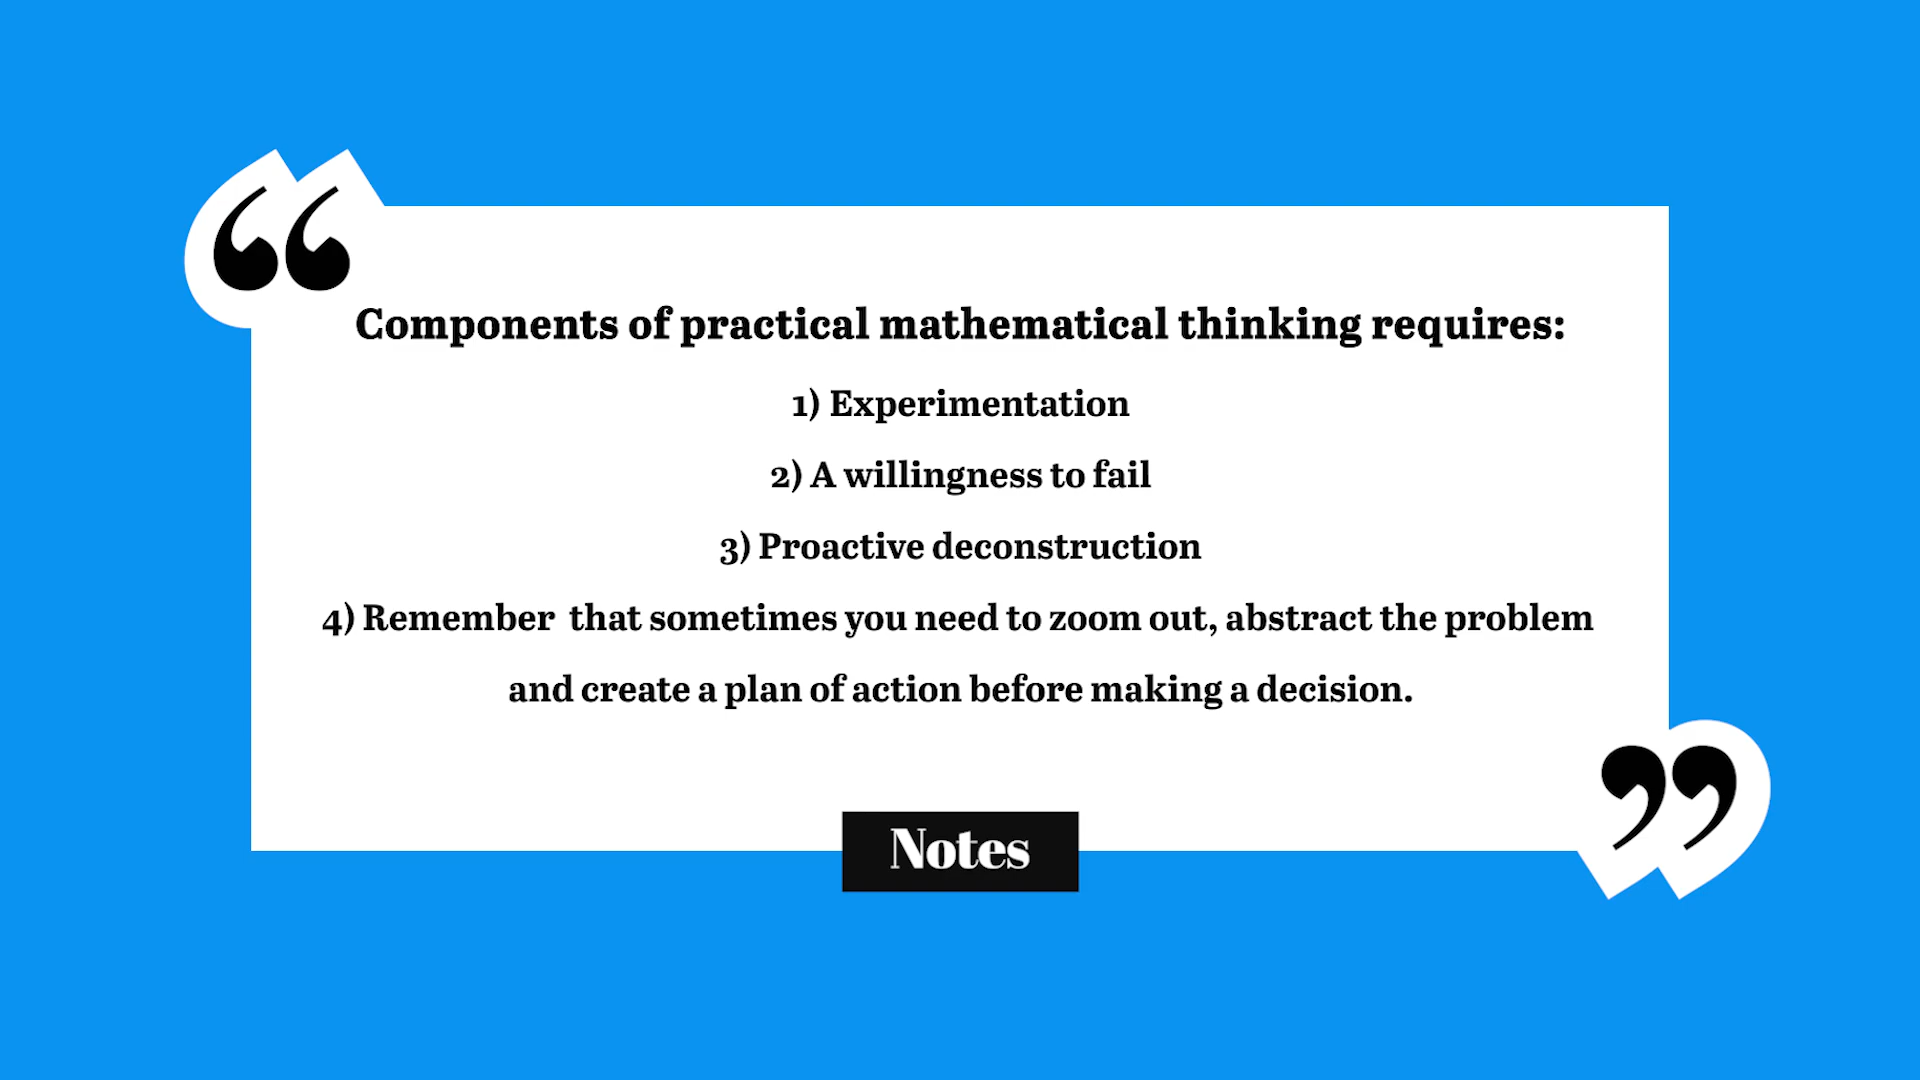 Components of practical mathematical thinking requires:
1) Experimentation
2) A willingness to fail
3) Proactive deconstruction
4) Remember  that sometimes you need to zoom out, abstract the problem
and create a plan of action before making a decision.
Notes